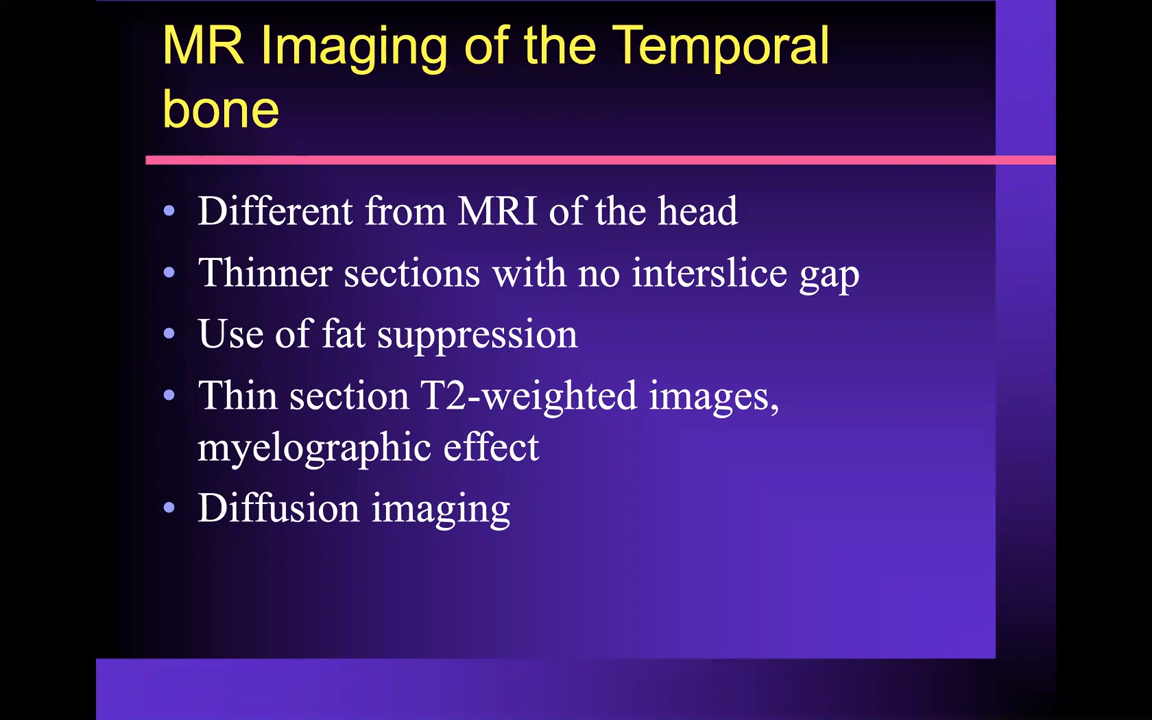 MR Imaging of the Temporal
bone
• Different from MRI of the head
• Thinner sections with no interslice gap
• Use of fat suppression
• Thin section T2-weighted images,
myelographic effect
• Diffusion imaging